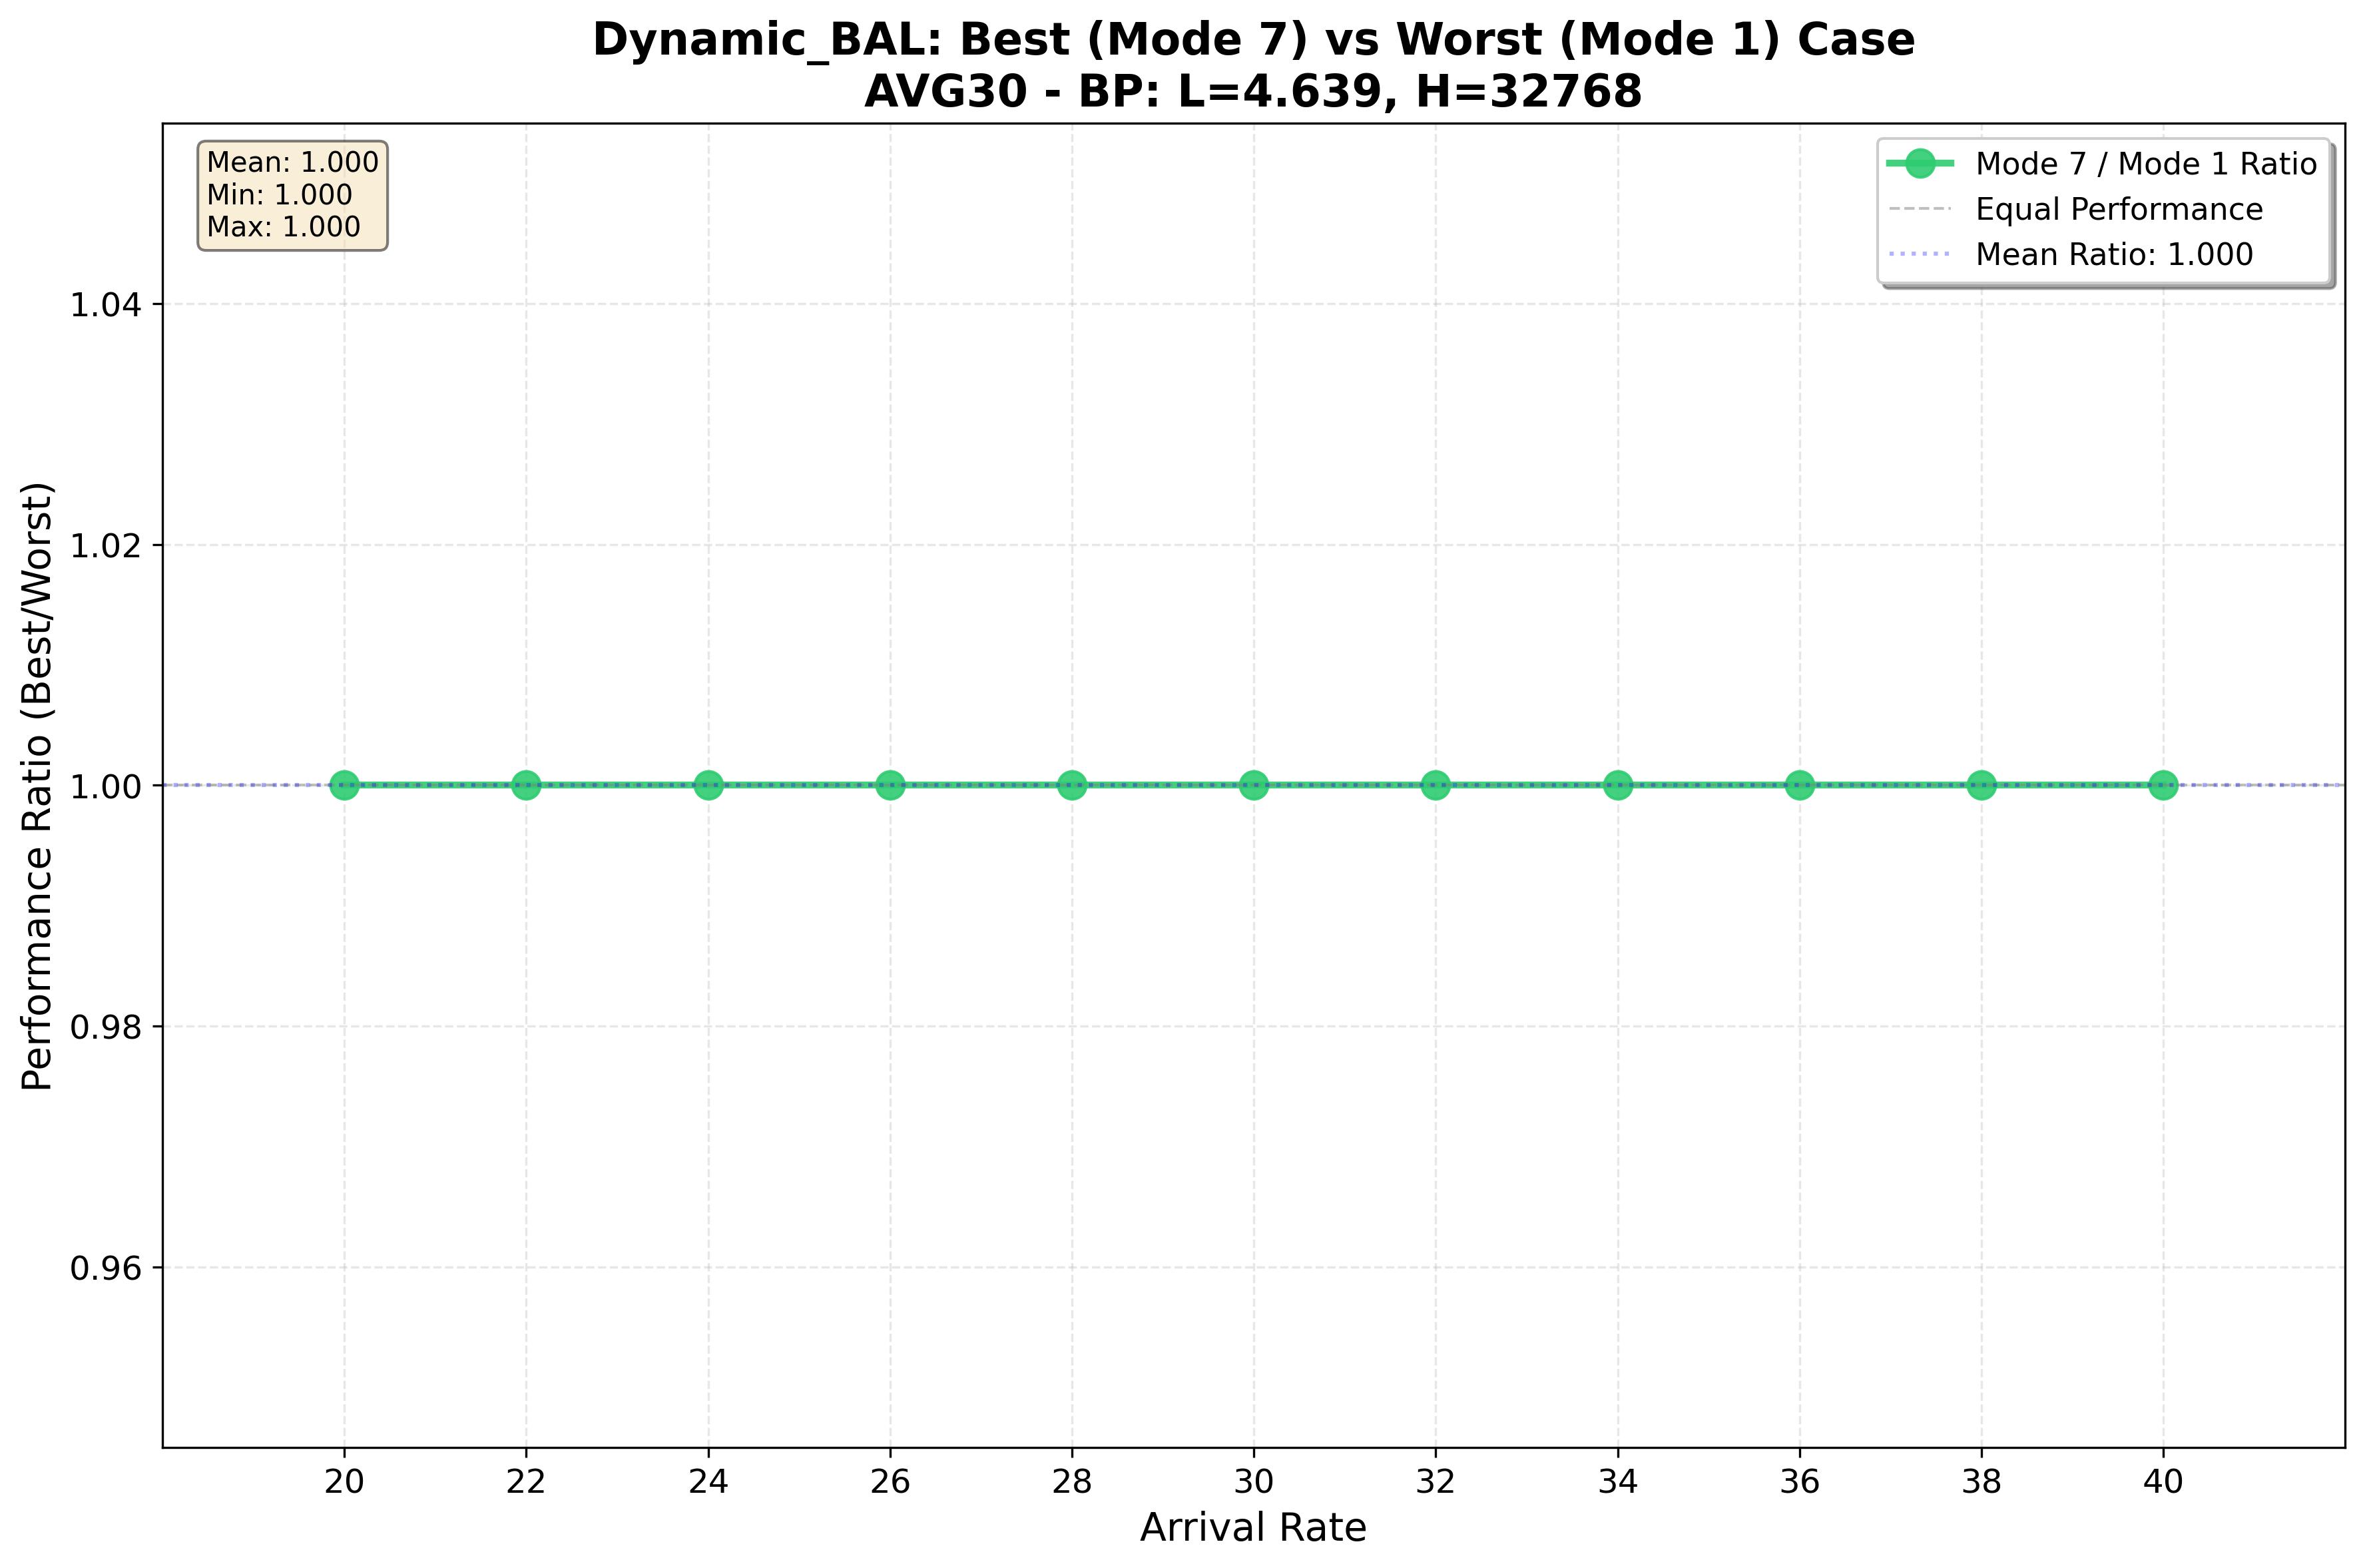 Dynamic_BAL: Best (Mode 7) vs Worst (Mode 1) Case
AVG30 - BP: L=4.639, H=32768
Mean: 1.000
Min: 1.000
Max: 1.000
Mode 7 / Mode 1 Ratio
Equal Performance
Mean Ratio: 1.000
Performance Ratio (Best/Worst)
1.04
1.02
1.00
0.98
0.96
20 22 24 26 28 30 32 34 36 38 40
Arrival Rate